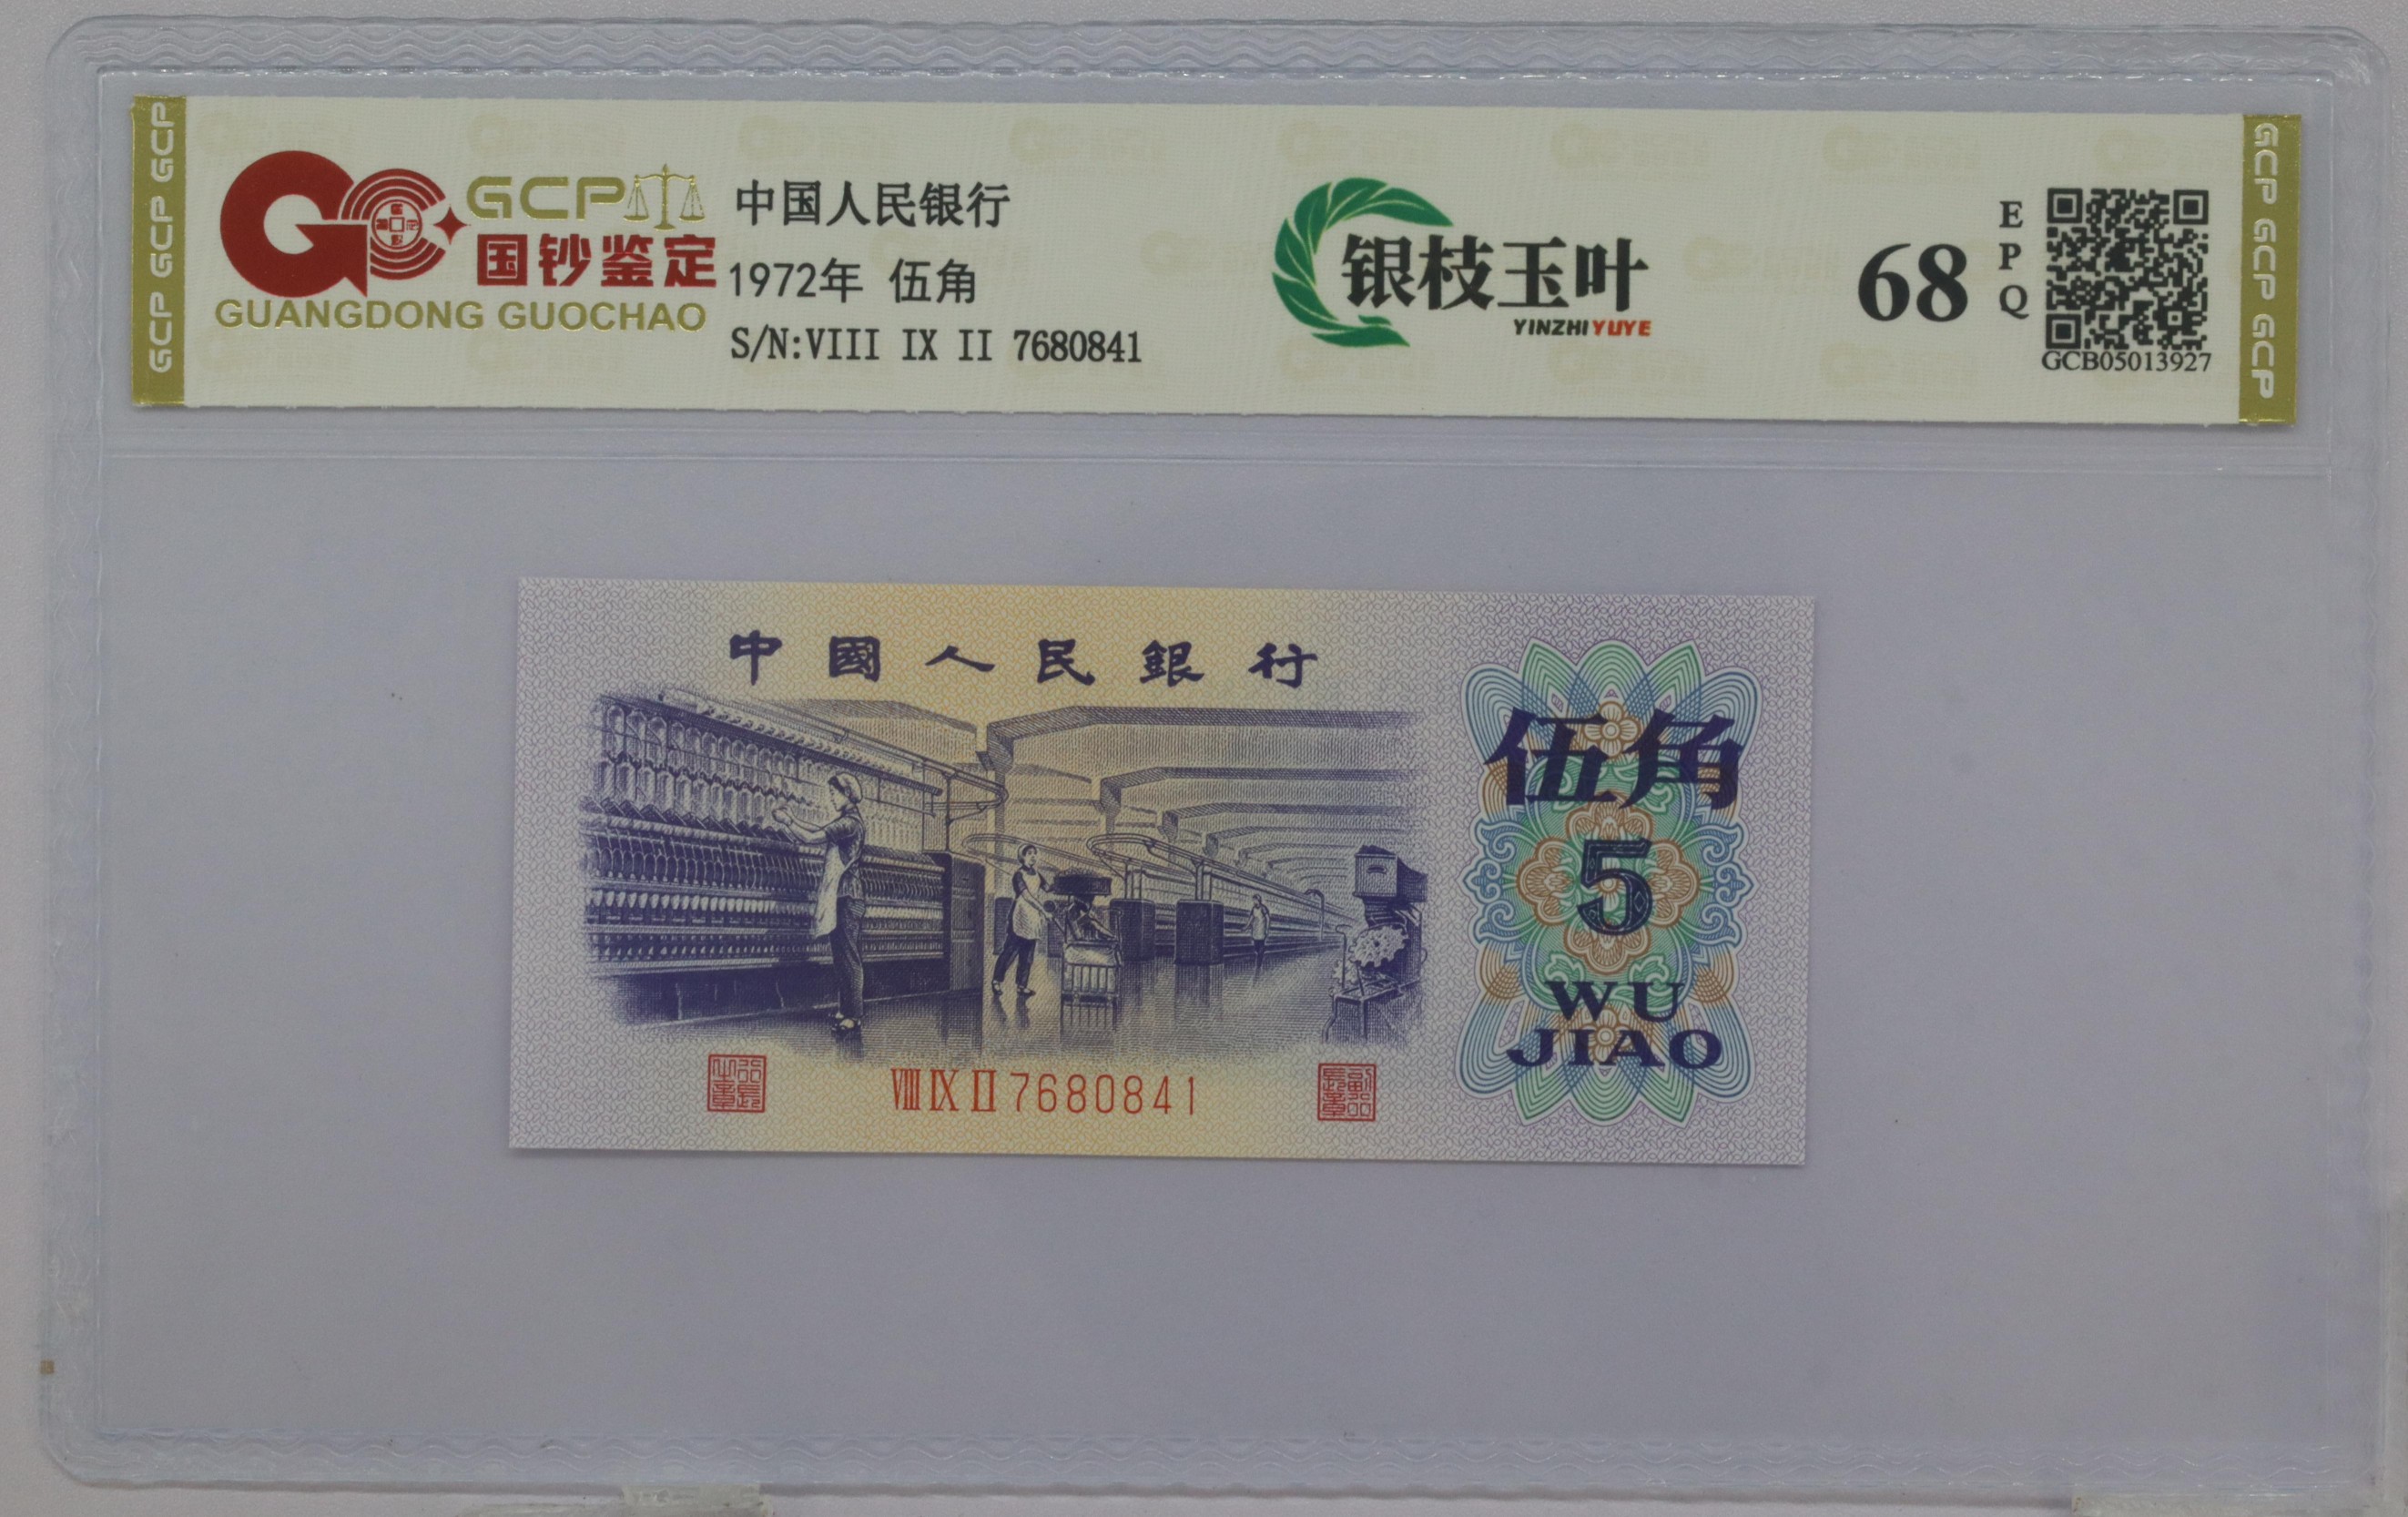 GCP GCP GCP
GCP
国钞鉴定
GUANGDONG GUOCHAO
中国人民银行
1972年 伍角
S/N:VIII IX II 7680841
银枝玉叶
YINZHIYUYE
68
EPQ
GCB05013927
GCP GCP GCP
中國人民銀行
伍角
5
WU
JIAO
VIII IX II 7680841